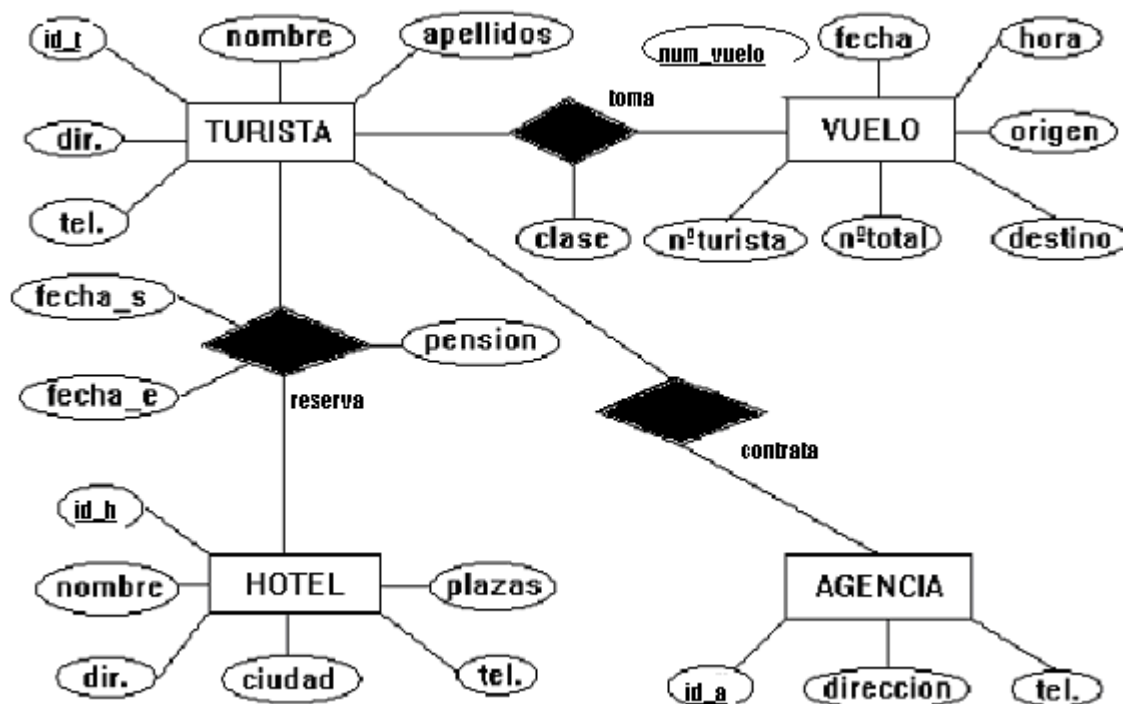 id_t
nombre
apellidos
num_vuelo
fecha
hora
toma
dir.
TURISTA
VUELO
origen
tel.
clase
nºturista
nºtotal
destino
fecha_s
pension
fecha_e
reserva
contrata
id_h
nombre
HOTEL
plazas
AGENCIA
dir.
ciudad
tel.
id_a
direccion
tel.